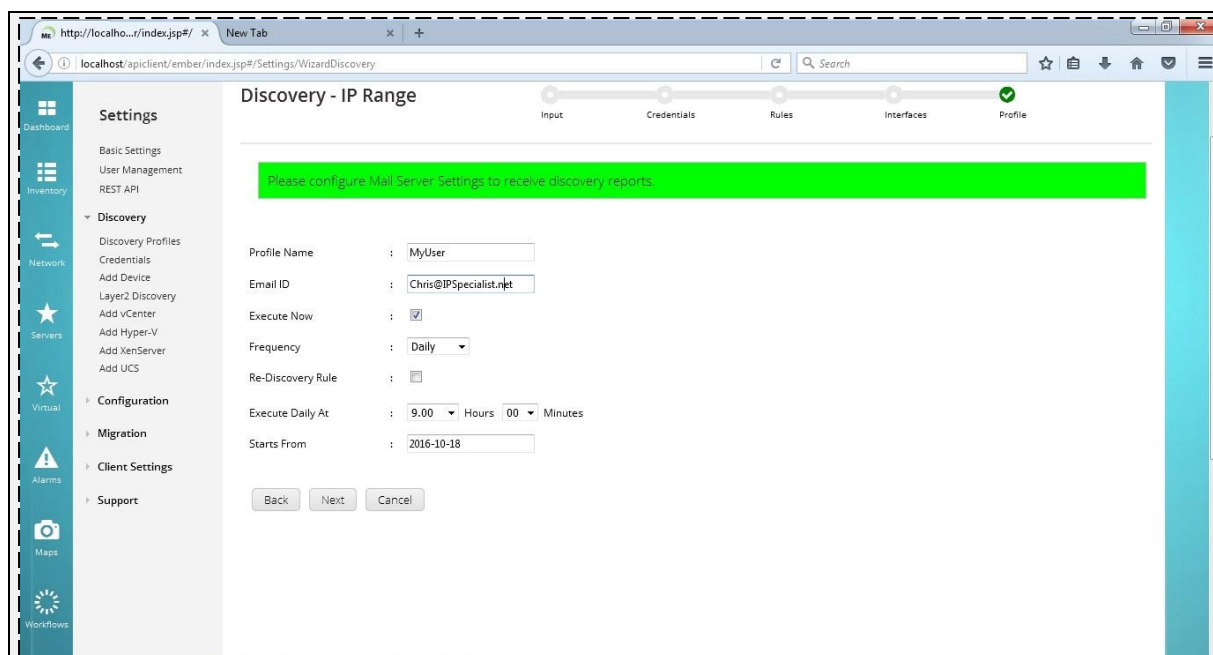 ME http://localho...r/index.jsp#/ × New Tab × +
localhost/apiclient/ember/index.jsp#/Settings/WizardDiscovery Search
Dashboard
Inventory
Network
Servers
Virtual
Alarms
Maps
Workflows
Settings
Basic Settings
User Management
REST API
Discovery
Discovery Profiles
Credentials
Add Device
Layer2 Discovery
Add vCenter
Add Hyper-V
Add XenServer
Add UCS
Configuration
Migration
Client Settings
Support
Discovery - IP Range
Input Credentials Rules Interfaces Profile
Please configure Mail Server Settings to receive discovery reports.
Profile Name : MyUser
Email ID : Chris@IPSpecialist.net
Execute Now :
Frequency : Daily
Re-Discovery Rule :
Execute Daily At : 9.00 Hours 00 Minutes
Starts From : 2016-10-18
Back Next Cancel